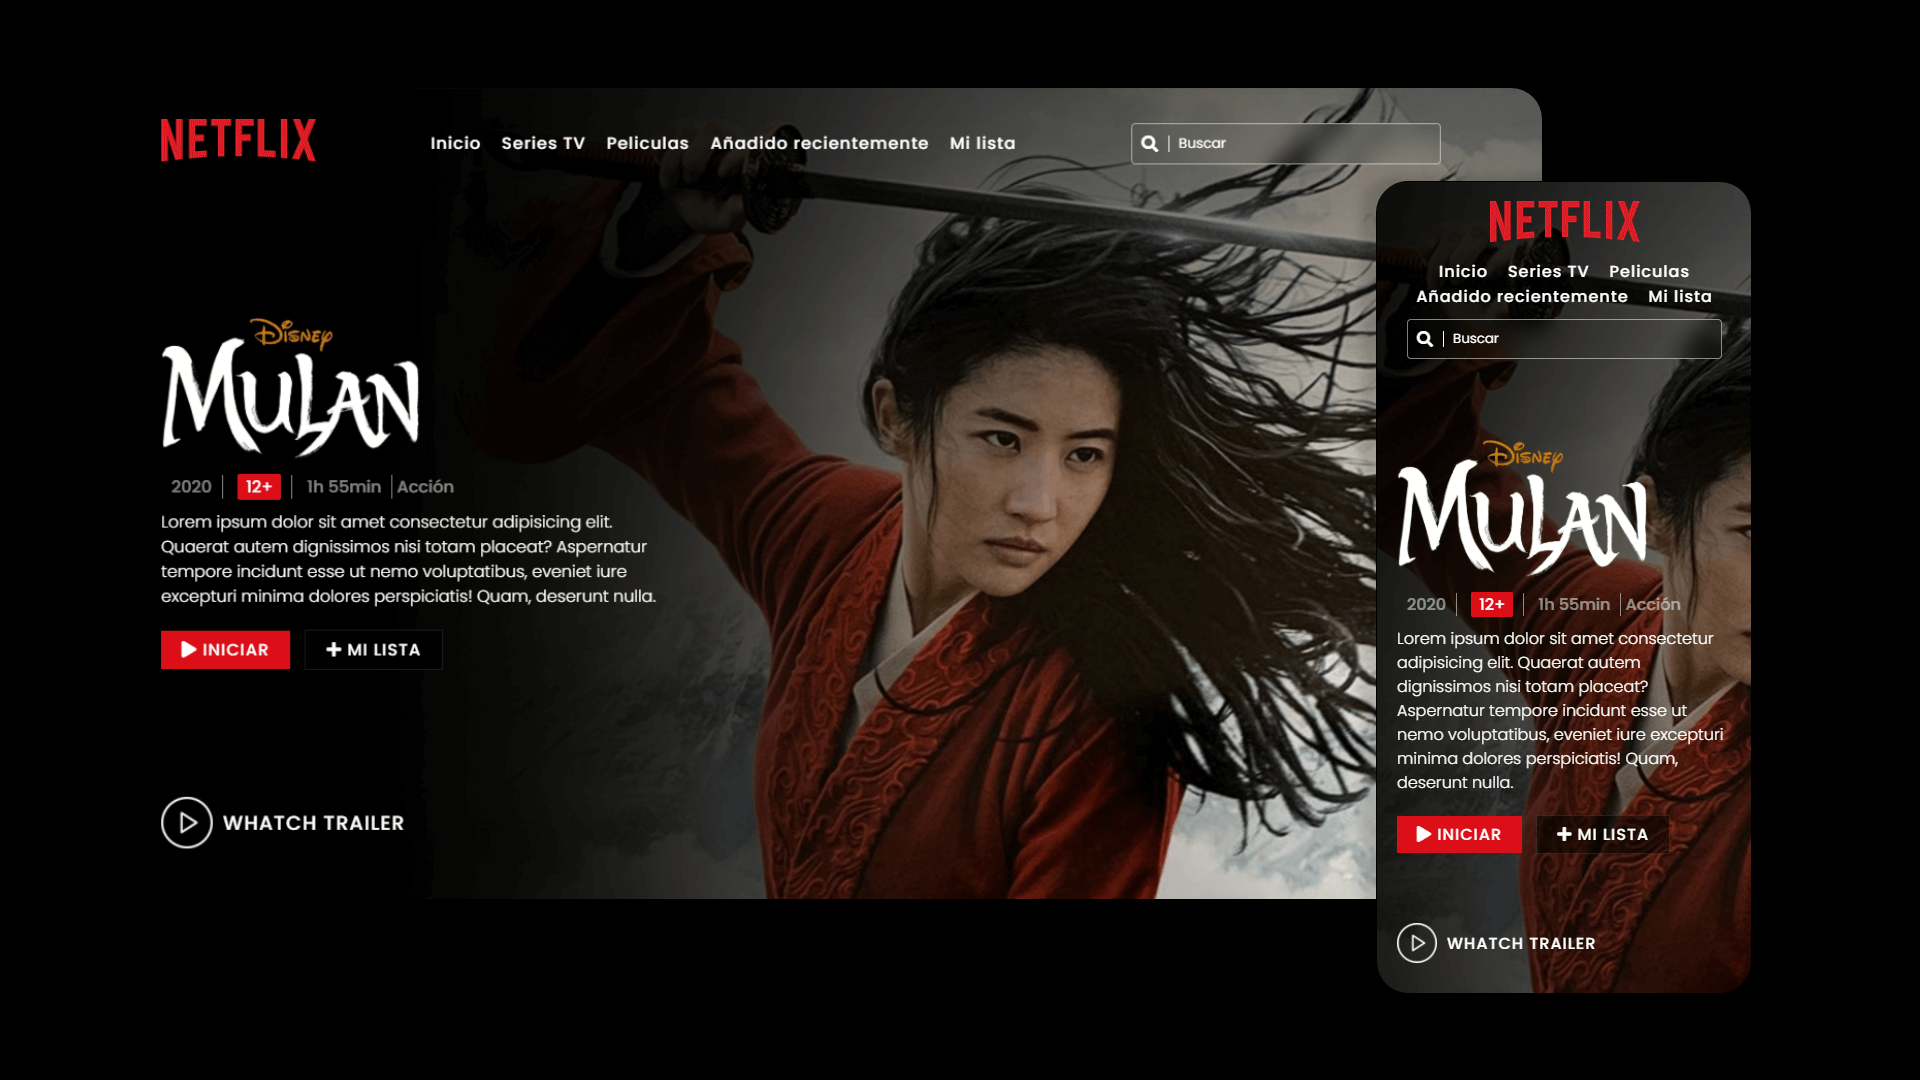 NETFLIX
Inicio Series TV Peliculas Añadido recientemente Mi lista
Buscar
DISNEY
MULAN
2020 | 12+ | 1h 55min | Acción
Lorem ipsum dolor sit amet consectetur adipisicing elit.
Quaerat autem dignissimos nisi totam placeat? Aspernatur
tempore incidunt esse ut nemo voluptatibus, eveniet iure
excepturi minima dolores perspiciatis! Quam, deserunt nulla.
INICIAR
MI LISTA
WHATCH TRAILER
NETFLIX
Inicio Series TV Peliculas
Añadido recientemente Mi lista
Buscar
DISNEY
MULAN
2020 | 12+ | 1h 55min | Acción
Lorem ipsum dolor sit amet consectetur
adipisicing elit. Quaerat autem
dignissimos nisi totam placeat?
Aspernatur tempore incidunt esse ut
nemo voluptatibus, eveniet iure excepturi
minima dolores perspiciatis! Quam,
deserunt nulla.
INICIAR
MI LISTA
WHATCH TRAILER